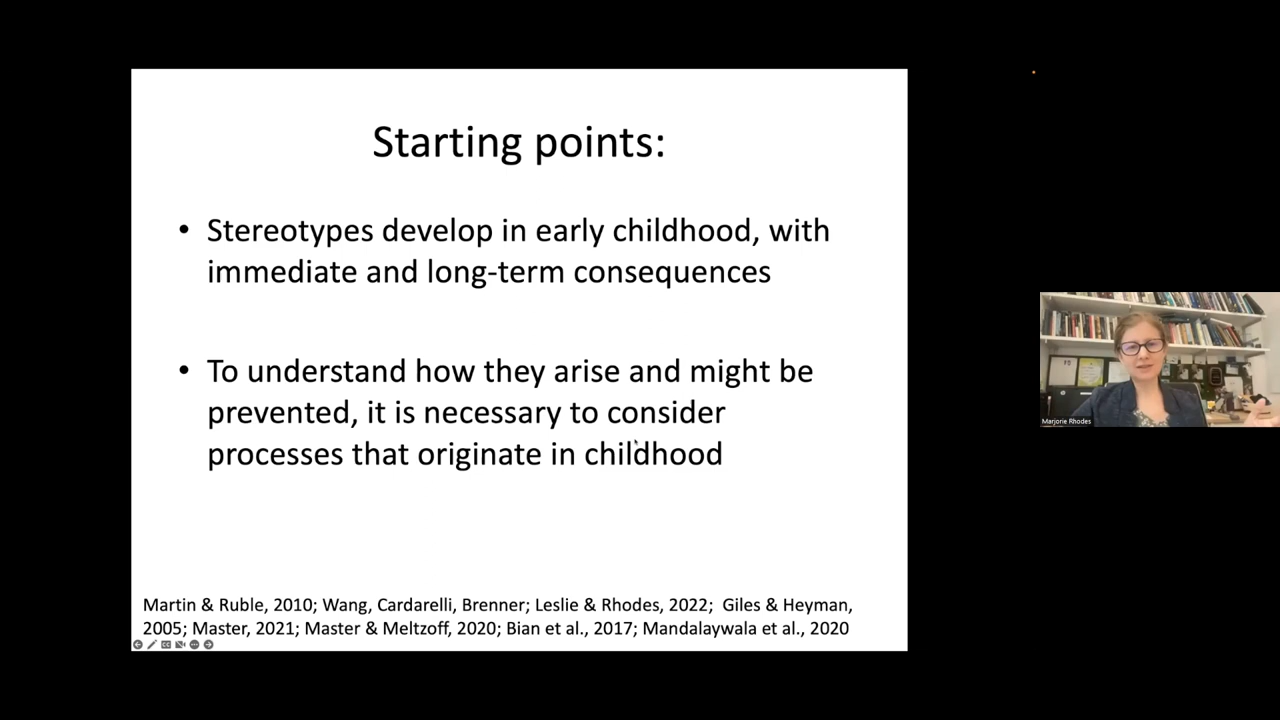 Starting points:
• Stereotypes develop in early childhood, with
immediate and long-term consequences
• To understand how they arise and might be
prevented, it is necessary to consider
processes that originate in childhood
Martin & Ruble, 2010; Wang, Cardarelli, Brenner; Leslie & Rhodes, 2022; Giles & Heyman,
2005; Master, 2021; Master & Meltzoff, 2020; Bian et al., 2017; Mandalaywala et al., 2020
Marjorie Rhodes